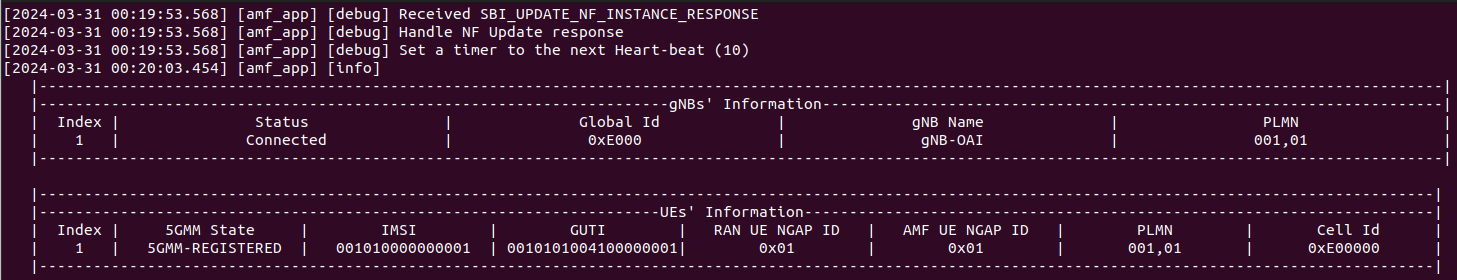 [2024-03-31 00:19:53.568] [amf_app] [debug] Received SBI_UPDATE_NF_INSTANCE_RESPONSE
[2024-03-31 00:19:53.568] [amf_app] [debug] Handle NF Update response
[2024-03-31 00:19:53.568] [amf_app] [debug] Set a timer to the next Heart-beat (10)
[2024-03-31 00:20:03.454] [amf_app] [info]
|----------------------------------------------------------------------------------------------------------------------------------------------------------|
|----------------------------------------------------------------------gNBs' Information--------------------------------------------------------------------|
| Index | Status | Global Id | gNB Name | PLMN |
| 1 | Connected | 0xE000 | gNB-OAI | 001,01 |
|----------------------------------------------------------------------------------------------------------------------------------------------------------|
|----------------------------------------------------------------------------------------------------------------------------------------------------------|
|---------------------------------------------------------------------UEs' Information----------------------------------------------------------------------|
| Index | 5GMM State | IMSI | GUTI | RAN UE NGAP ID | AMF UE NGAP ID | PLMN | Cell Id |
| 1 | 5GMM-REGISTERED | 001010000000001 | 0010101004100000001| 0x01 | 0x01 | 001,01 | 0xE00000 |
|----------------------------------------------------------------------------------------------------------------------------------------------------------|